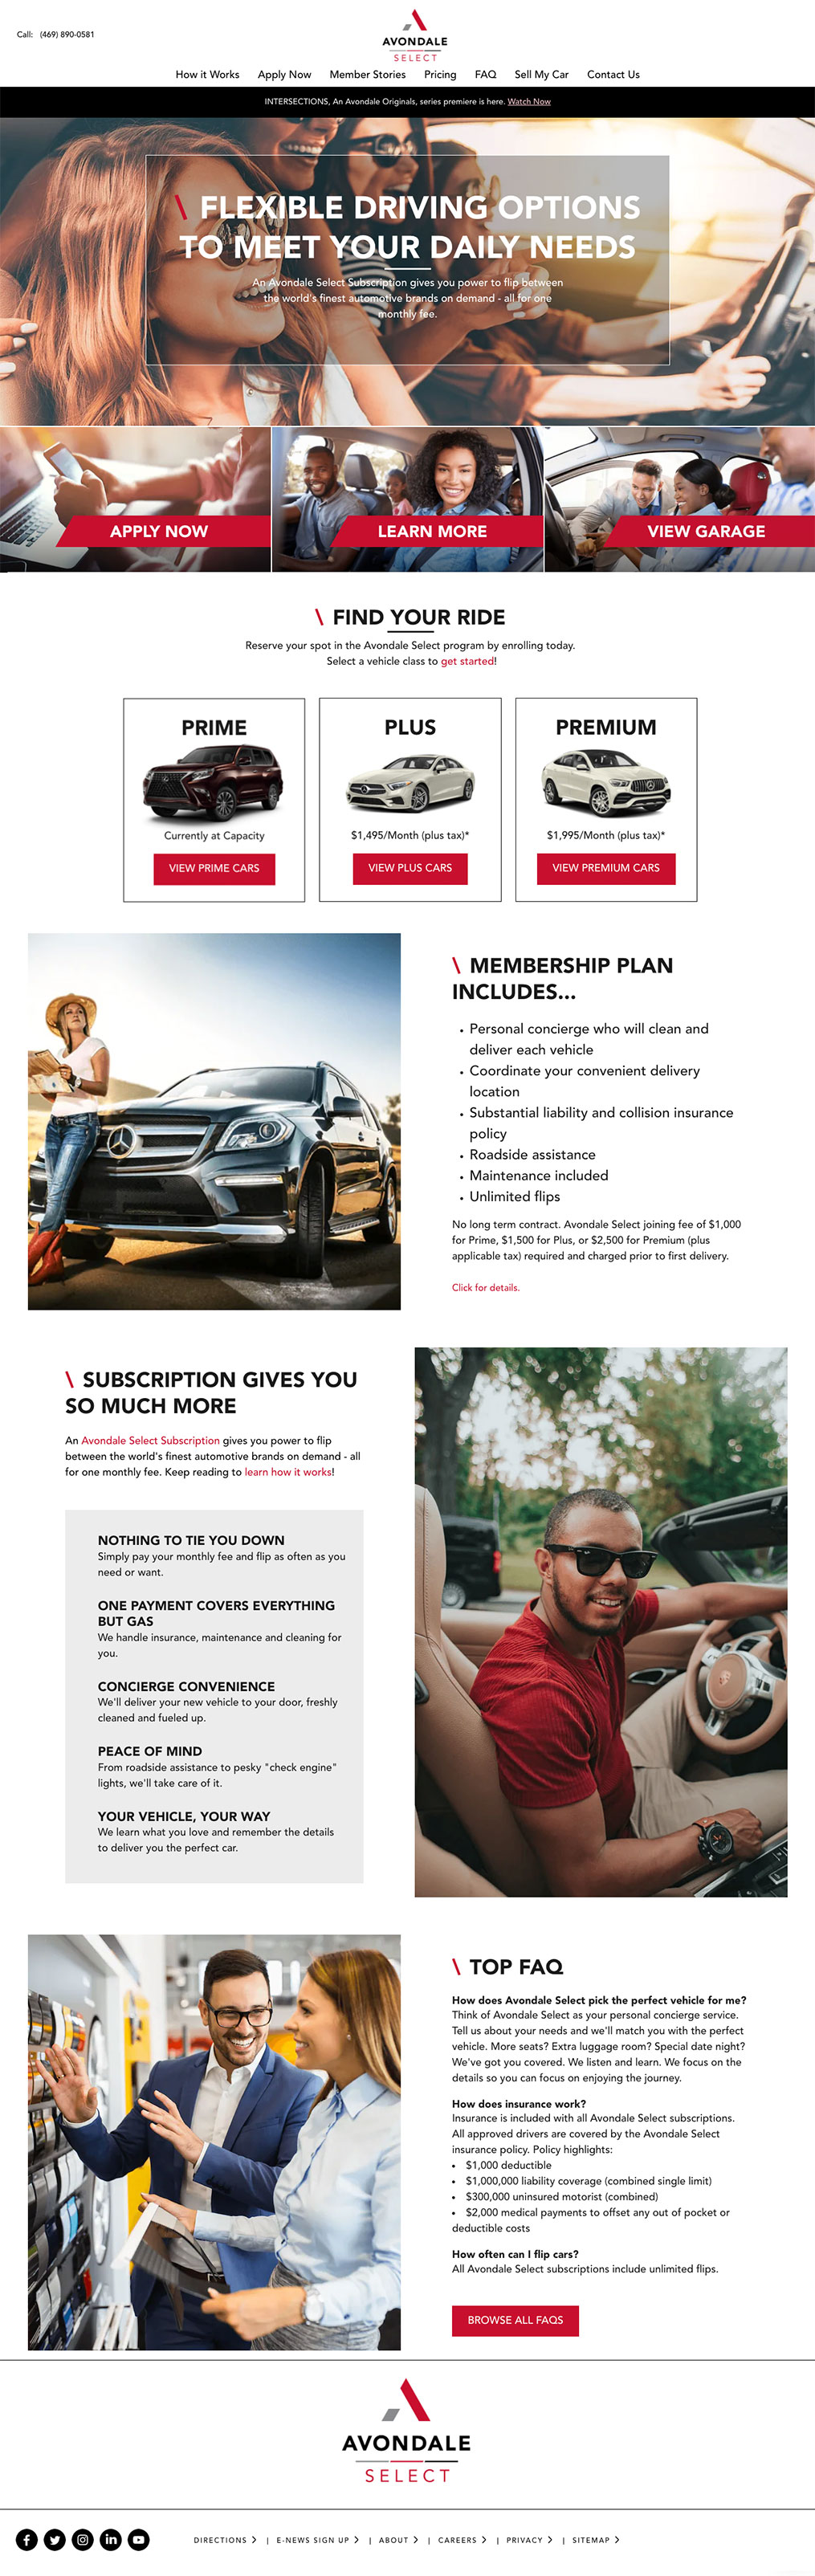 Call: (469) 890-0581
AVONDALE
SELECT
How it Works Apply Now Member Stories Pricing FAQ Sell My Car Contact Us
INTERSECTIONS, An Avondale Originals, series premiere is here. Watch Now
\ FLEXIBLE DRIVING OPTIONS
TO MEET YOUR DAILY NEEDS
An Avondale Select Subscription gives you power to flip between
the world's finest automotive brands on demand - all for one
monthly fee.
APPLY NOW
LEARN MORE
VIEW GARAGE
\ FIND YOUR RIDE
Reserve your spot in the Avondale Select program by enrolling today.
Select a vehicle class to get started!
PRIME
Currently at Capacity
VIEW PRIME CARS
PLUS
$1,495/Month (plus tax)*
VIEW PLUS CARS
PREMIUM
$1,995/Month (plus tax)*
VIEW PREMIUM CARS
\ MEMBERSHIP PLAN
INCLUDES...
• Personal concierge who will clean and
deliver each vehicle
• Coordinate your convenient delivery
location
• Substantial liability and collision insurance
policy
• Roadside assistance
• Maintenance included
• Unlimited flips
No long term contract. Avondale Select joining fee of $1,000
for Prime, $1,500 for Plus, or $2,500 for Premium (plus
applicable tax) required and charged prior to first delivery.
Click for details.
\ SUBSCRIPTION GIVES YOU
SO MUCH MORE
An Avondale Select Subscription gives you power to flip
between the world's finest automotive brands on demand - all
for one monthly fee. Keep reading to learn how it works!
NOTHING TO TIE YOU DOWN
Simply pay your monthly fee and flip as often as you
need or want.
ONE PAYMENT COVERS EVERYTHING
BUT GAS
We handle insurance, maintenance and cleaning for
you.
CONCIERGE CONVENIENCE
We'll deliver your new vehicle to your door, freshly
cleaned and fueled up.
PEACE OF MIND
From roadside assistance to pesky "check engine"
lights, we'll take care of it.
YOUR VEHICLE, YOUR WAY
We learn what you love and remember the details
to deliver you the perfect car.
\ TOP FAQ
How does Avondale Select pick the perfect vehicle for me?
Think of Avondale Select as your personal concierge service.
Tell us about your needs and we'll match you with the perfect
vehicle. More seats? Extra luggage room? Special date night?
We've got you covered. We listen and learn. We focus on the
details so you can focus on enjoying the journey.
How does insurance work?
Insurance is included with all Avondale Select subscriptions.
All approved drivers are covered by the Avondale Select
insurance policy. Policy highlights:
• $1,000 deductible
• $1,000,000 liability coverage (combined single limit)
• $300,000 uninsured motorist (combined)
• $2,000 medical payments to offset any out of pocket or
deductible costs
How often can I flip cars?
All Avondale Select subscriptions include unlimited flips.
BROWSE ALL FAQS
AVONDALE
SELECT
DIRECTIONS > | E-NEWS SIGN UP > | ABOUT > | CAREERS > | PRIVACY > | SITEMAP >